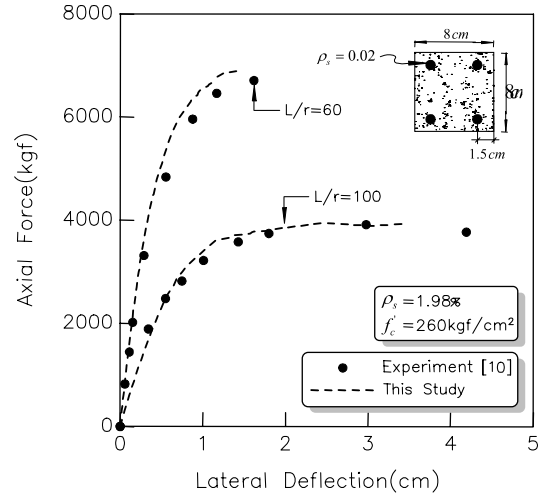 8000
6000
4000
2000
0
0
1
2
3
4
5
Axial Force(kgf)
Lateral Deflection(cm)
L/r=60
L/r=100
8cm
ρs = 0.02
1.5cm
ρs =1.98%
f'c =260kgf/cm²
Experiment [10]
This Study